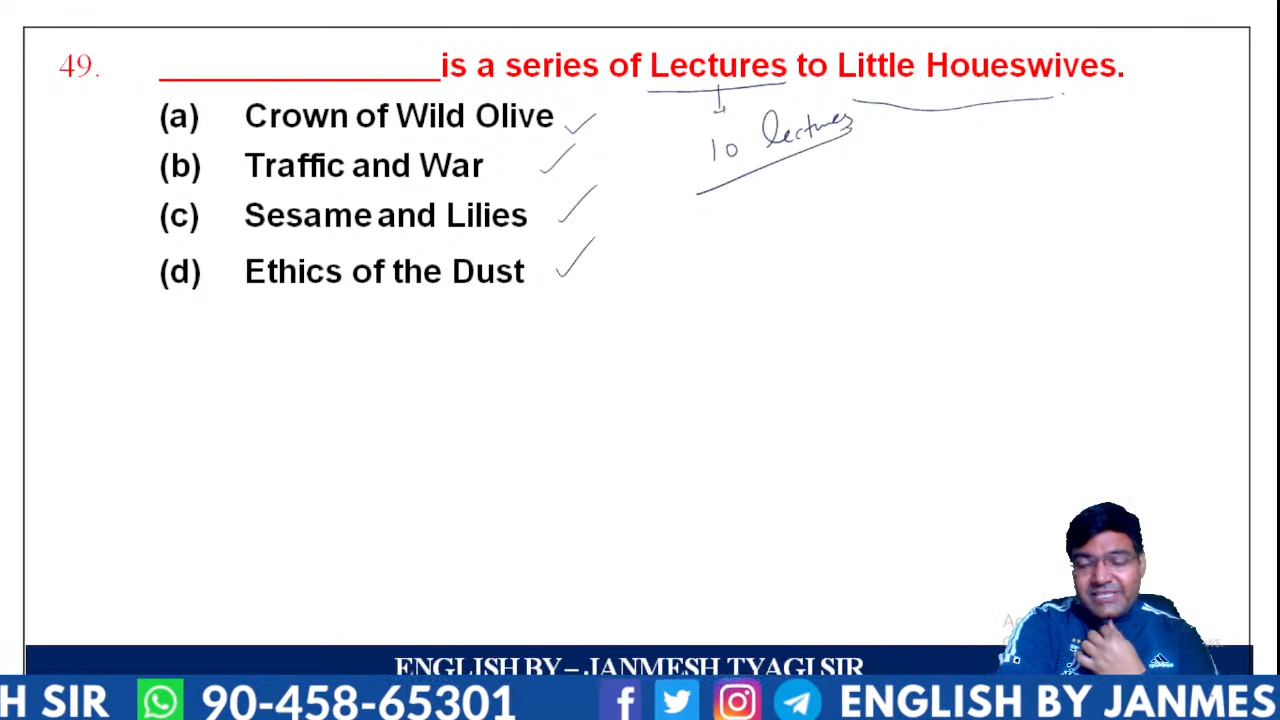 49. ________________is a series of Lectures to Little Houeswives.
10 lectures
(a) Crown of Wild Olive
(b) Traffic and War
(c) Sesame and Lilies
(d) Ethics of the Dust
ENGLISH BY – JANMESH TYAGI SIR
H SIR 90-458-65301 ENGLISH BY JANMES